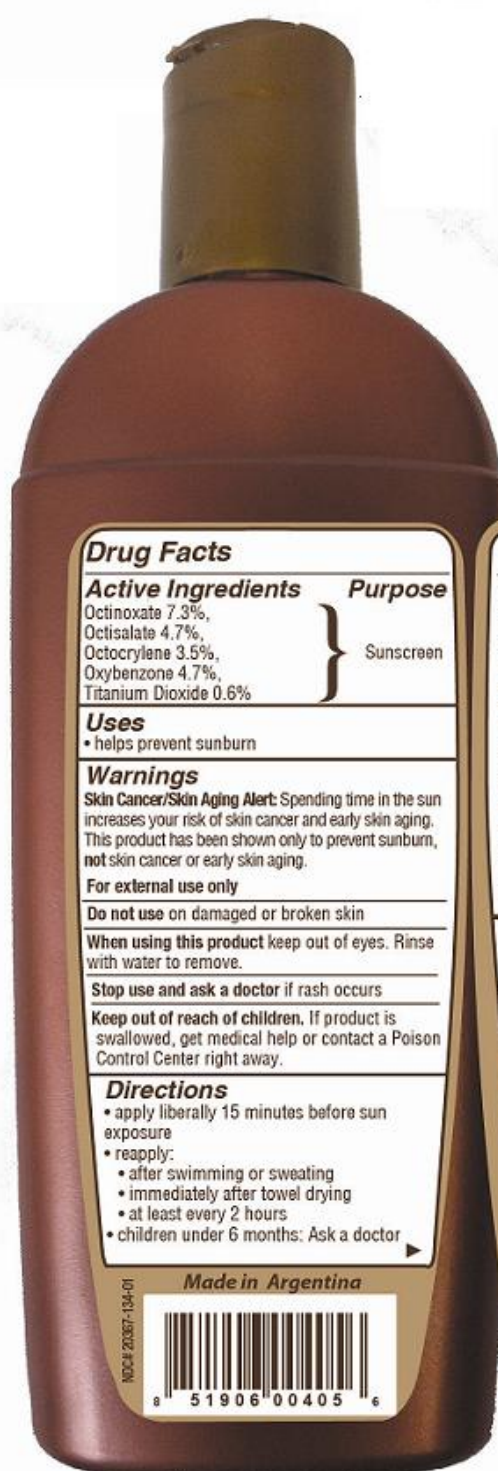 Drug Facts
Active Ingredients Purpose
Octinoxate 7.3%,
Octisalate 4.7%,
Octocrylene 3.5%,
Oxybenzone 4.7%,
Titanium Dioxide 0.6%
} Sunscreen
Uses
• helps prevent sunburn
Warnings
Skin Cancer/Skin Aging Alert: Spending time in the sun
increases your risk of skin cancer and early skin aging.
This product has been shown only to prevent sunburn,
not skin cancer or early skin aging.
For external use only
Do not use on damaged or broken skin
When using this product keep out of eyes. Rinse
with water to remove.
Stop use and ask a doctor if rash occurs
Keep out of reach of children. If product is
swallowed, get medical help or contact a Poison
Control Center right away.
Directions
• apply liberally 15 minutes before sun
exposure
• reapply:
• after swimming or sweating
• immediately after towel drying
• at least every 2 hours
• children under 6 months: Ask a doctor
Made in Argentina
NDC# 20367-134-01
8 51906 00405 6